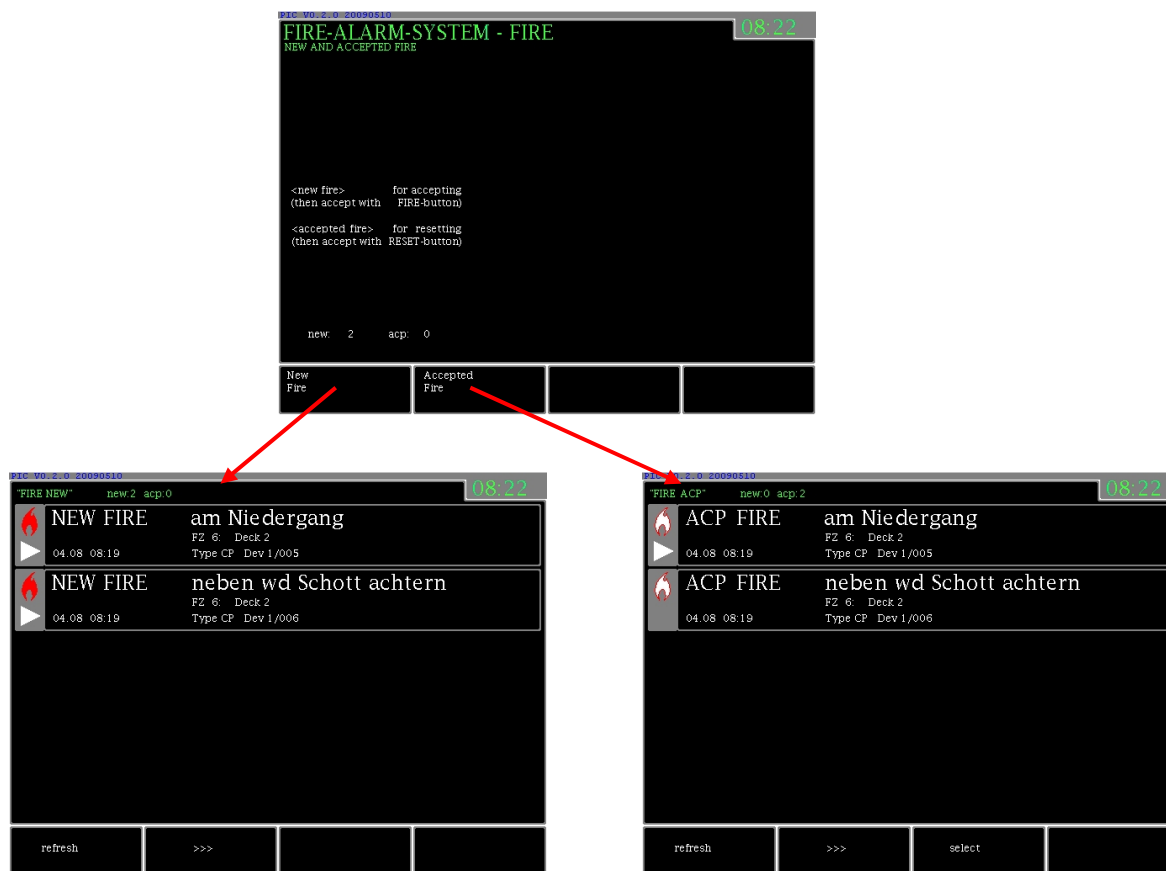 PIC V0.2.0 20090510
08:22
FIRE-ALARM-SYSTEM - FIRE
NEW AND ACCEPTED FIRE
<new fire> for accepting
(then accept with FIRE-button)
<accepted fire> for resetting
(then accept with RESET-button)
new: 2 acp: 0
New
Fire
Accepted
Fire
PIC V0.2.0 20090510
"FIRE NEW" new:2 acp:0
08:22
NEW FIRE am Niedergang
FZ 6: Deck 2
04.08 08:19 Type CP Dev 1/005
NEW FIRE neben wd Schott achtern
FZ 6: Deck 2
04.08 08:19 Type CP Dev 1/006
refresh >>>
0.2.0 20090510
"FIRE ACP" new:0 acp:2
08:22
ACP FIRE am Niedergang
FZ 6: Deck 2
04.08 08:19 Type CP Dev 1/005
ACP FIRE neben wd Schott achtern
FZ 6: Deck 2
04.08 08:19 Type CP Dev 1/006
refresh >>> select